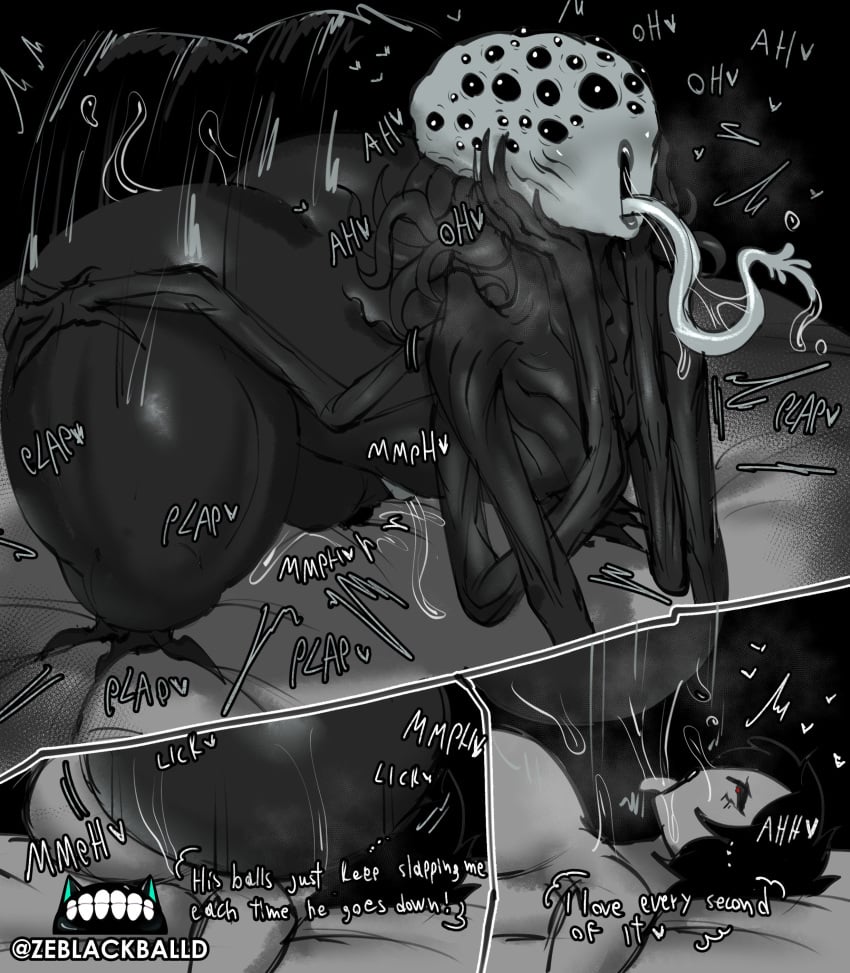 OH♥
AH♥
OH♥
AH♥
AH♥
OH♥
PLAP♥
PLAP♥
MMPH♥
PLAP♥
MMPH♥
PLAP♥
PLAP♥
LICK♥
MMPH♥
LICK♥
MMPH♥
His balls just keep slapping me
each time he goes down!
AHH♥
I love every second
of it♥
@ZEBLACKBALLD